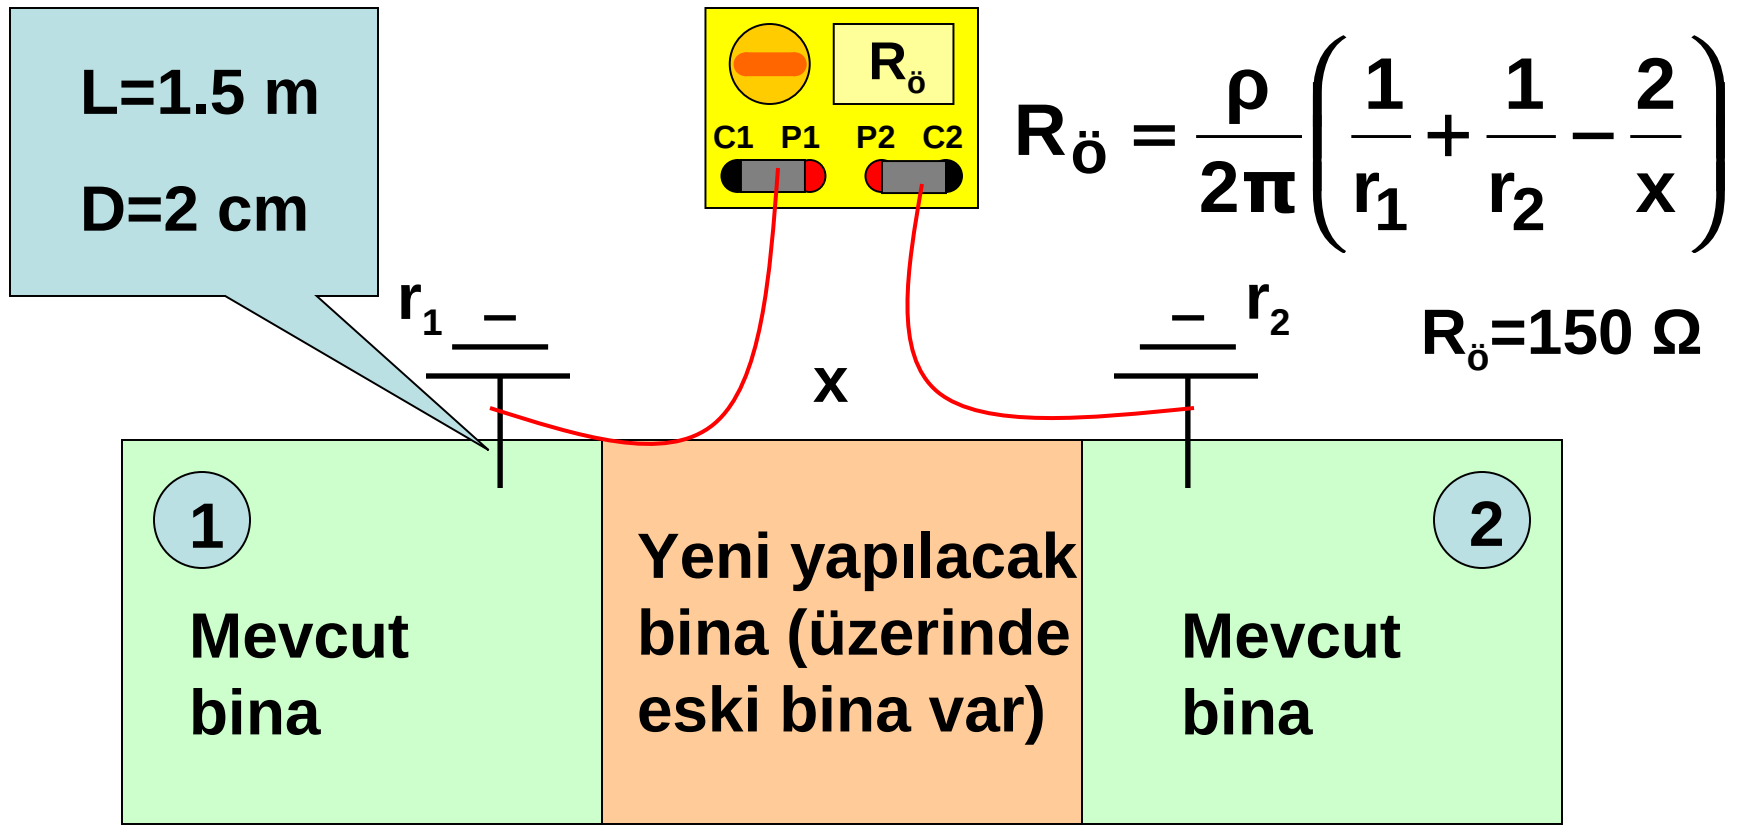 L=1.5 m
D=2 cm
Rö
C1 P1 P2 C2
Rö = ρ/2π (1/r1 + 1/r2 − 2/x)
r1
r2
Rö=150 Ω
x
1
2
Yeni yapılacak
bina (üzerinde
eski bina var)
Mevcut
bina
Mevcut
bina